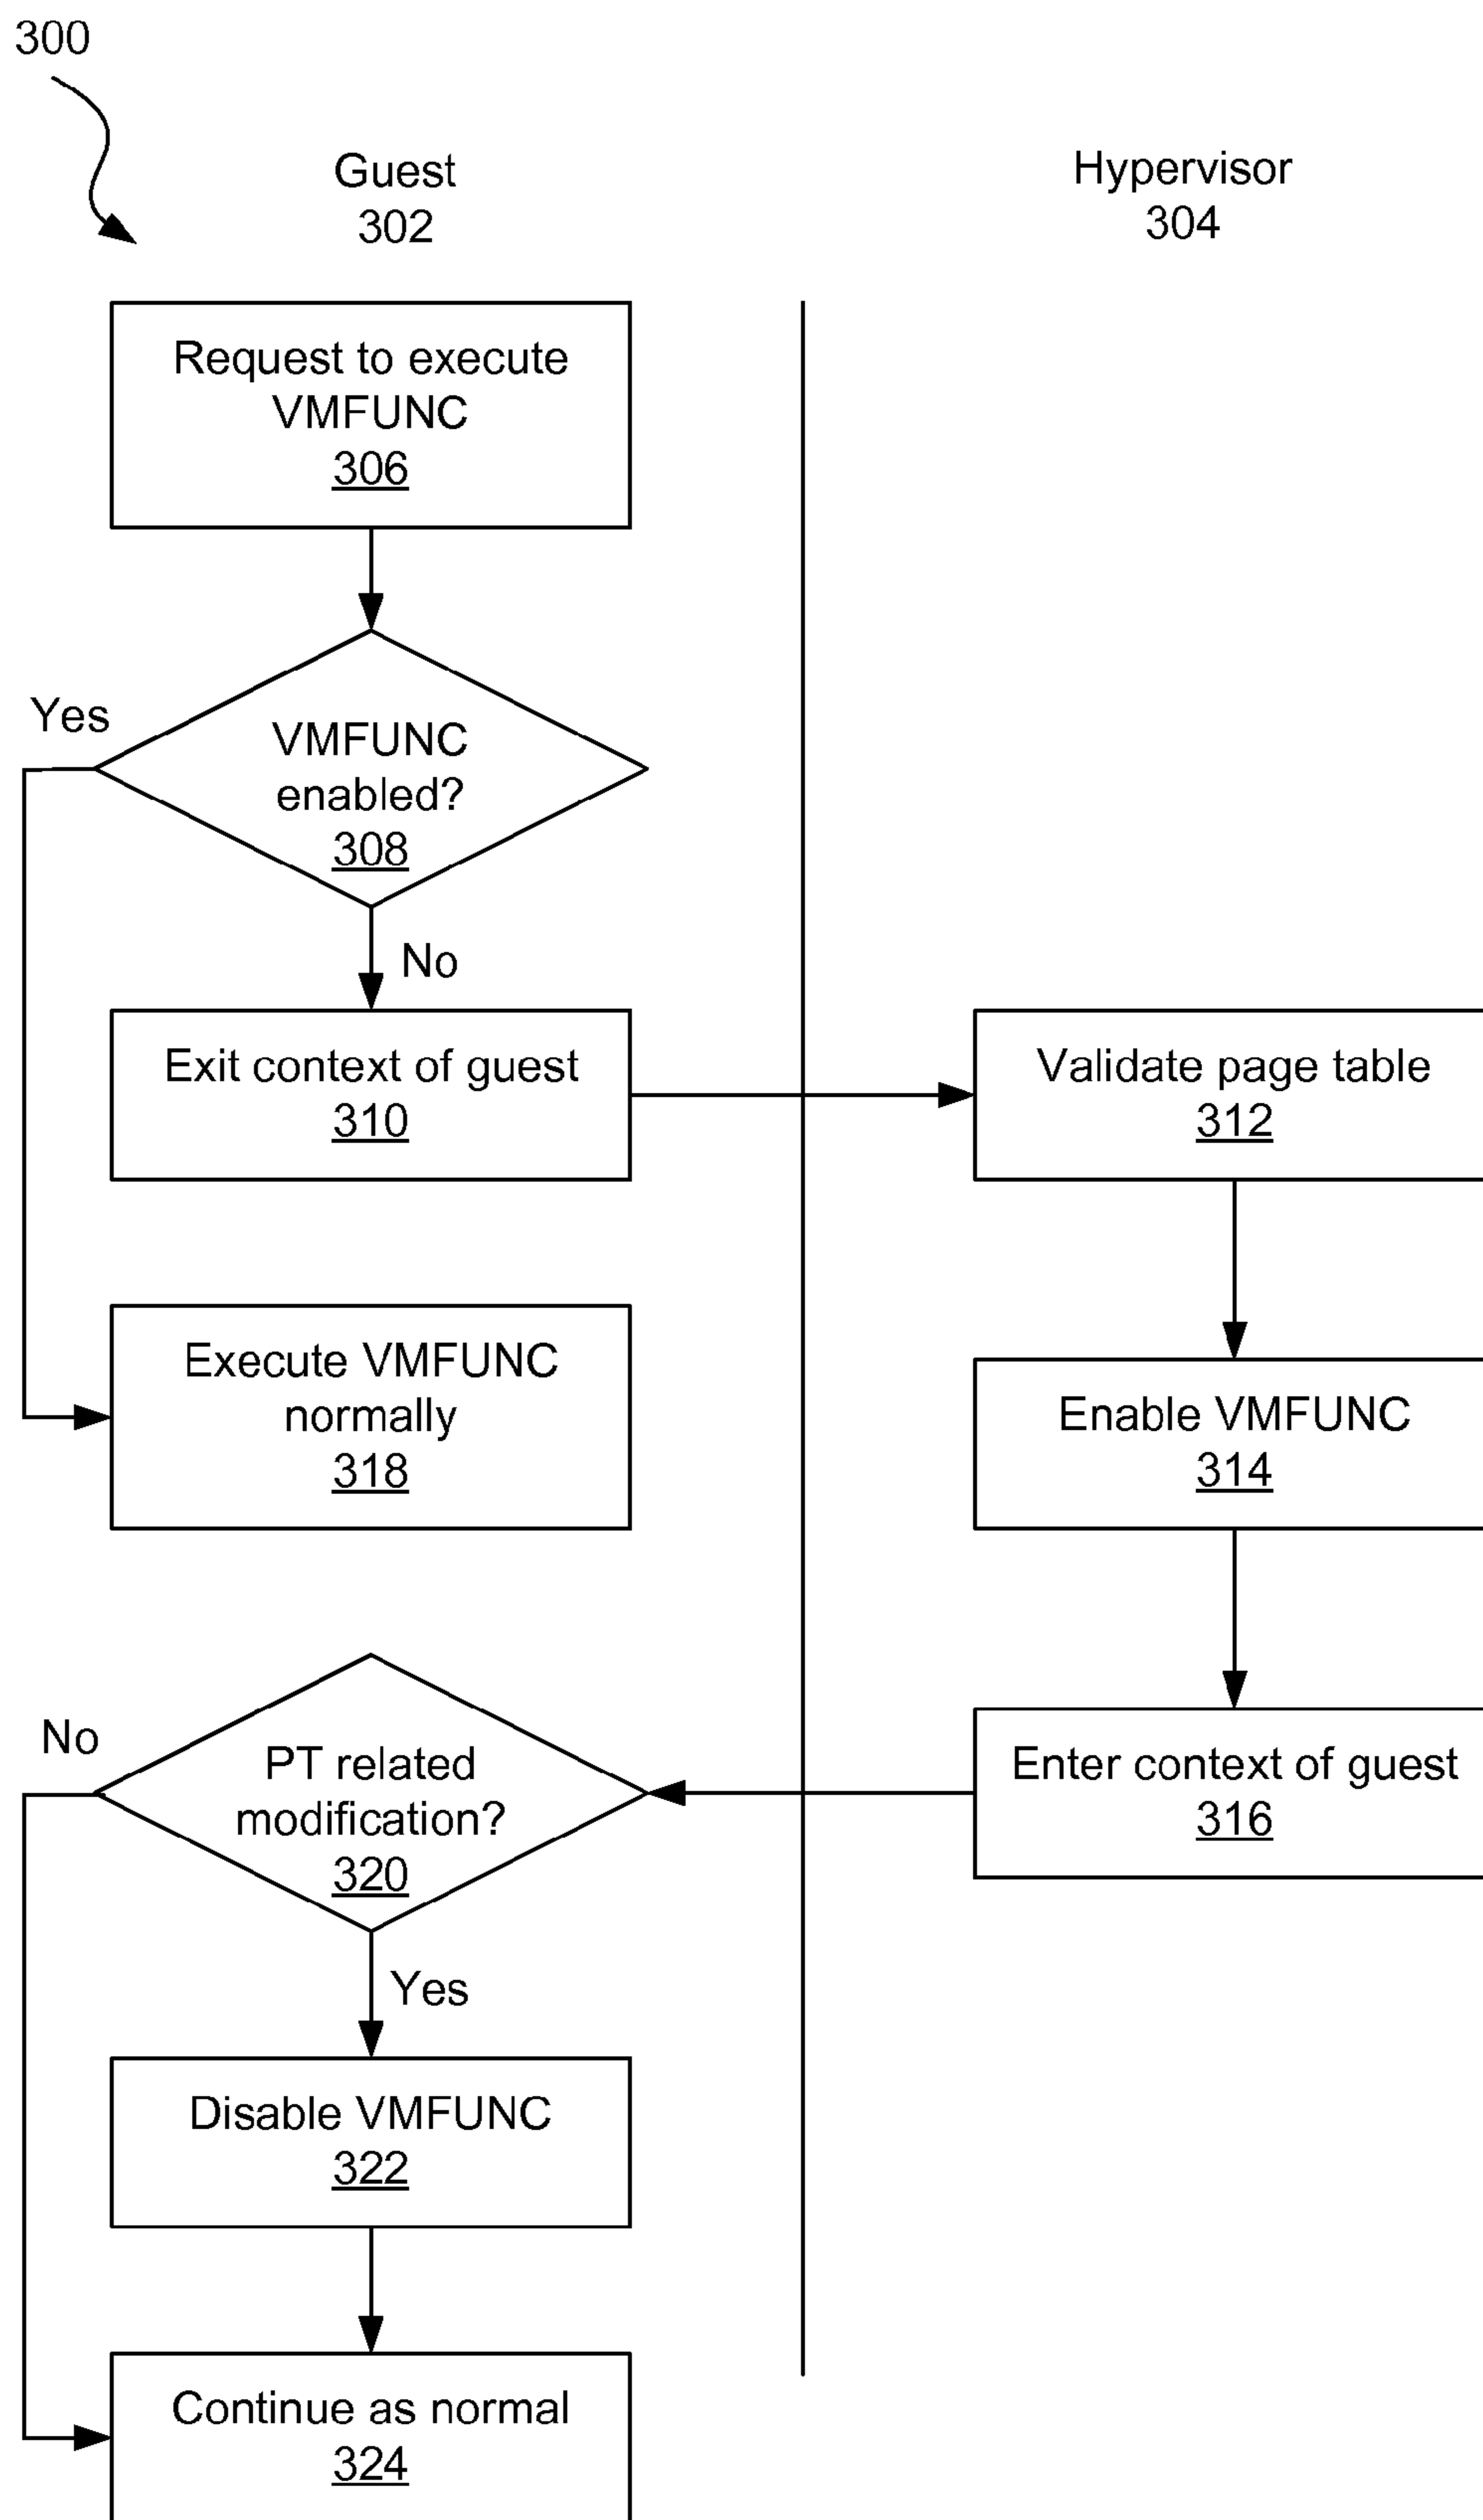 300
Guest
302
Hypervisor
304
Request to execute
VMFUNC
306
Yes
VMFUNC
enabled?
308
No
Exit context of guest
310
Validate page table
312
Execute VMFUNC
normally
318
Enable VMFUNC
314
No
PT related
modification?
320
Enter context of guest
316
Yes
Disable VMFUNC
322
Continue as normal
324